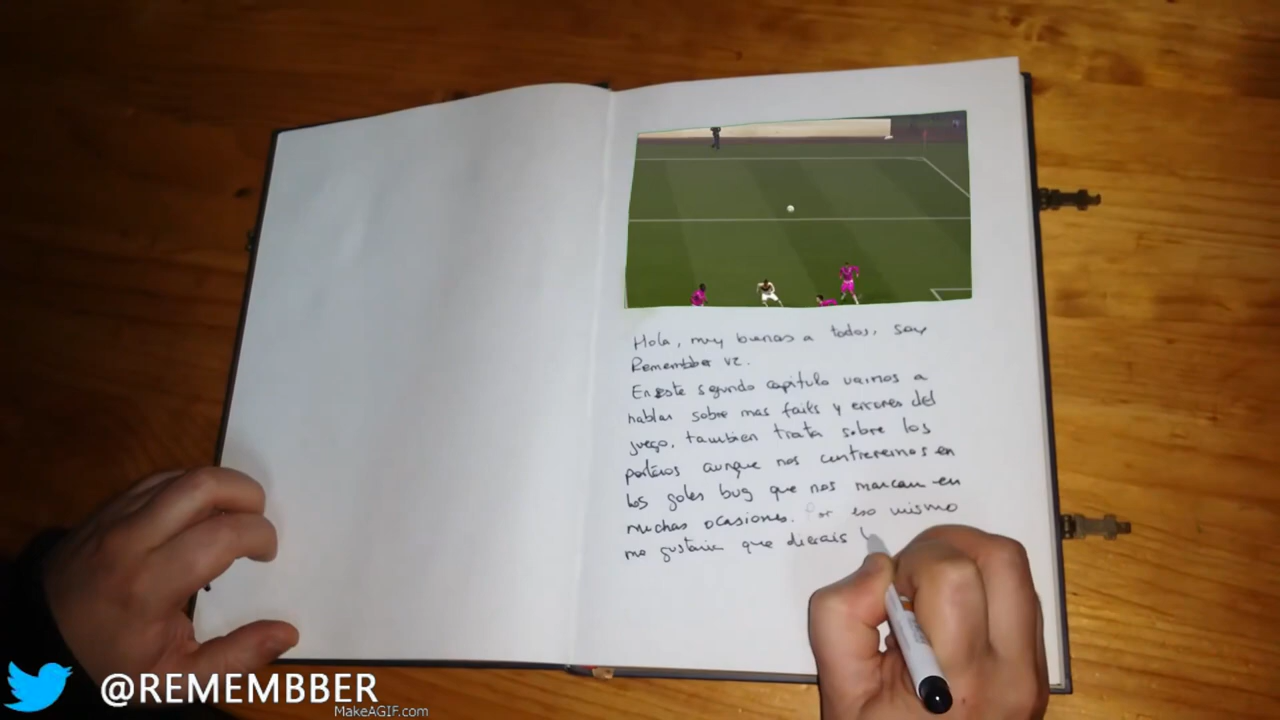 Hola, muy buenas a todos, soy
Remembber VZ.
En este segundo capitulo vamos a
hablar sobre mas fails y errores del
juego, tambien trata sobre los
porteros aunque nos centraremos en
los goles bug que nos marcan en
muchas ocasiones. Por eso mismo
me gustaria que dierais
@REMEMBBER
MakeAGIF.com